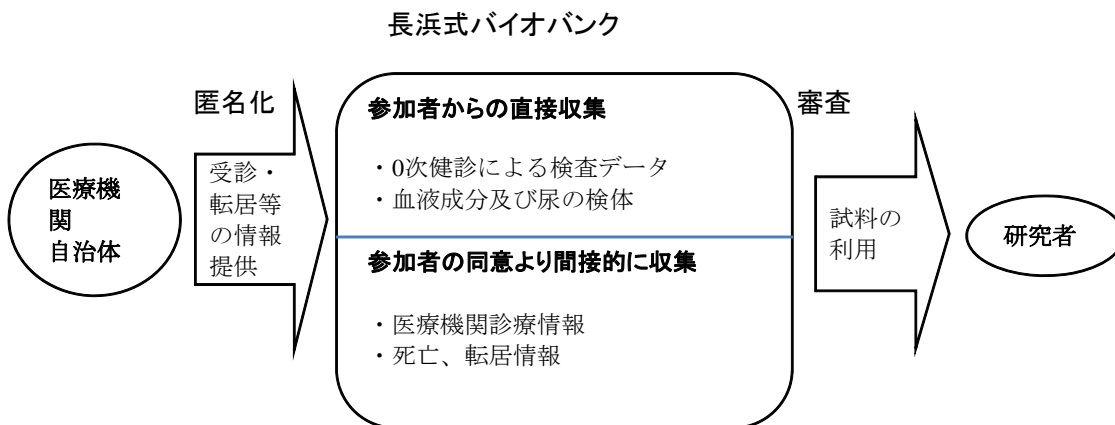 長浜式バイオバンク
匿名化
医療機
関
自治体
受診・
転居等
の情報
提供
参加者からの直接収集
・0次健診による検査データ
・血液成分及び尿の検体
参加者の同意より間接的に収集
・医療機関診療情報
・死亡、転居情報
審査
試料の
利用
研究者